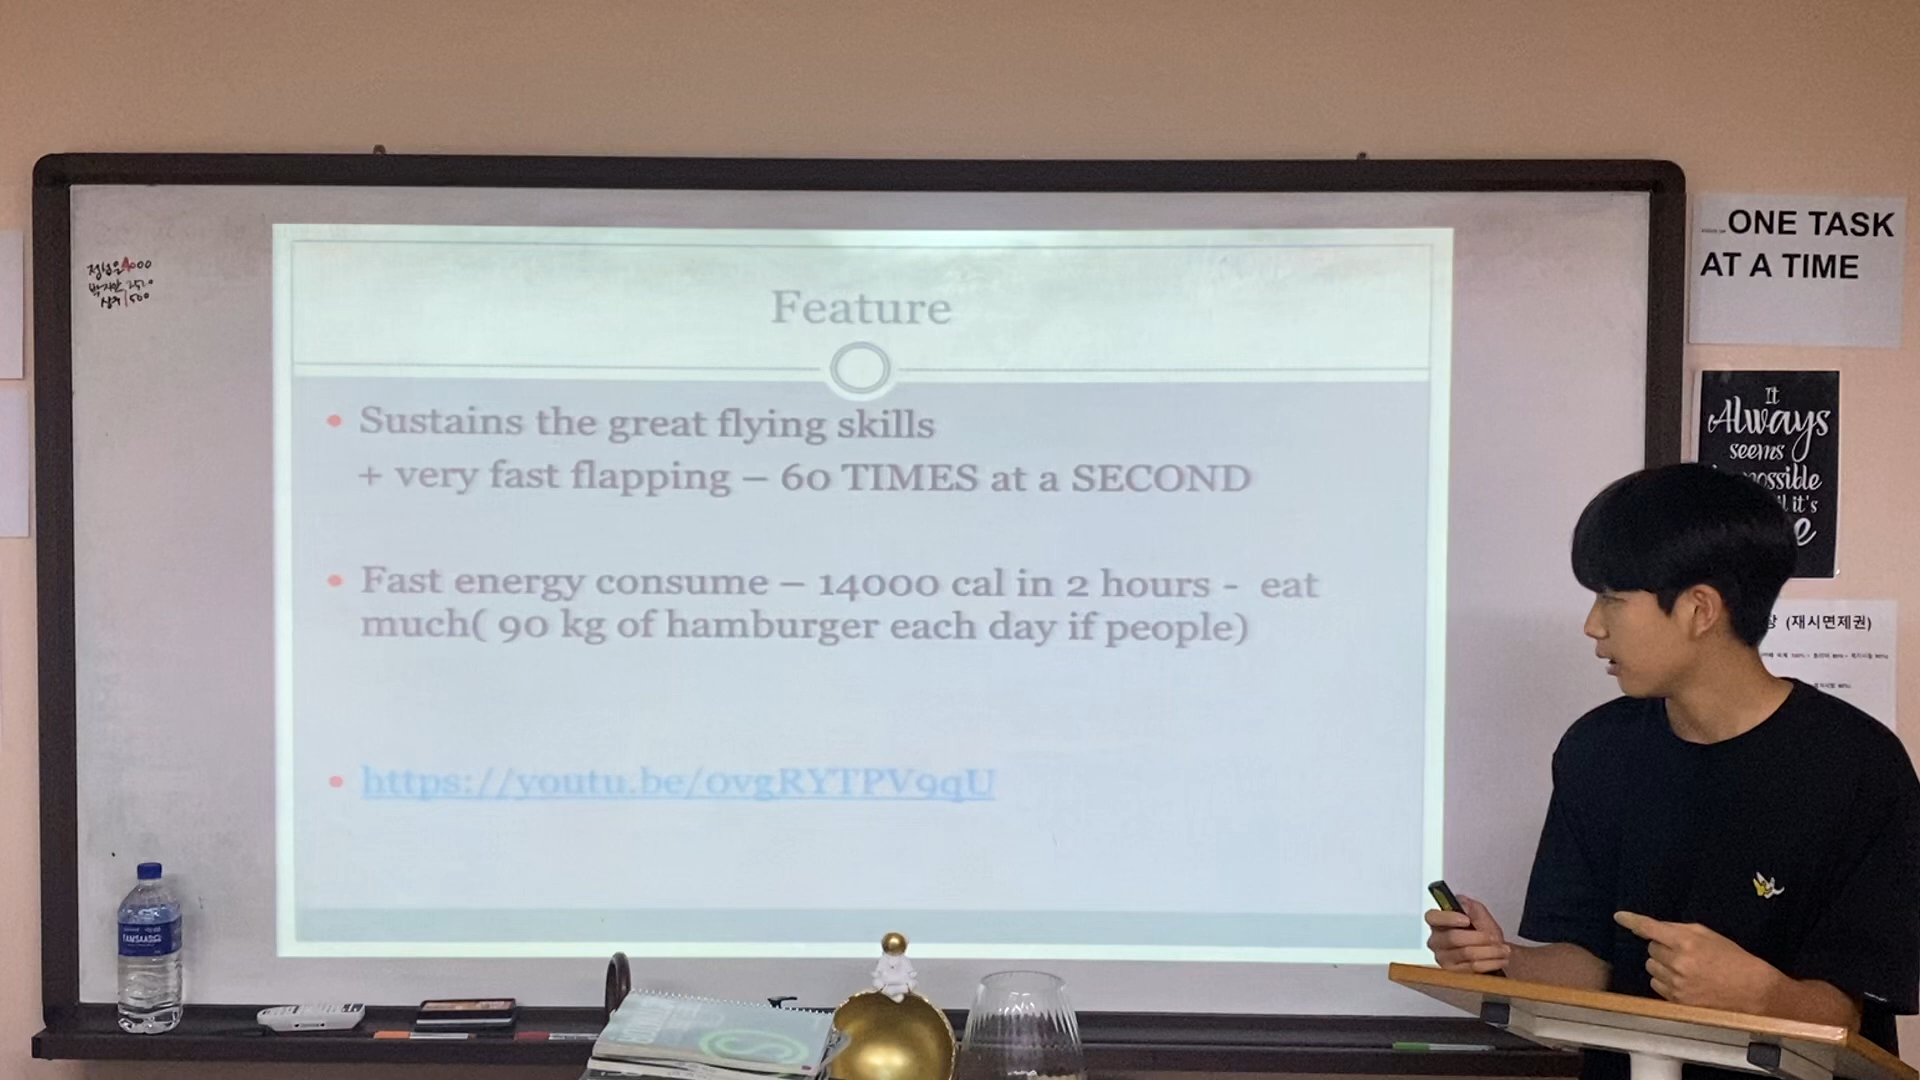 Feature
Sustains the great flying skills
+ very fast flapping – 60 TIMES at a SECOND
Fast energy consume – 14000 cal in 2 hours - eat
much( 90 kg of hamburger each day if people)
https://youtu.be/ovgRYTPV9qU
ONE TASK
AT A TIME
It
Always
seems
it's
(재시면제권)